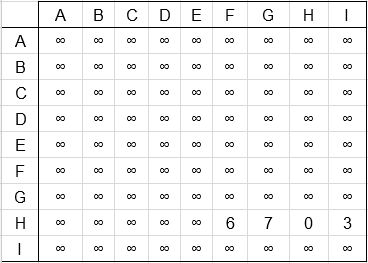 A B C D E F G H I
A ∞ ∞ ∞ ∞ ∞ ∞ ∞ ∞ ∞
B ∞ ∞ ∞ ∞ ∞ ∞ ∞ ∞ ∞
C ∞ ∞ ∞ ∞ ∞ ∞ ∞ ∞ ∞
D ∞ ∞ ∞ ∞ ∞ ∞ ∞ ∞ ∞
E ∞ ∞ ∞ ∞ ∞ ∞ ∞ ∞ ∞
F ∞ ∞ ∞ ∞ ∞ ∞ ∞ ∞ ∞
G ∞ ∞ ∞ ∞ ∞ ∞ ∞ ∞ ∞
H ∞ ∞ ∞ ∞ ∞ 6 7 0 3
I ∞ ∞ ∞ ∞ ∞ ∞ ∞ ∞ ∞